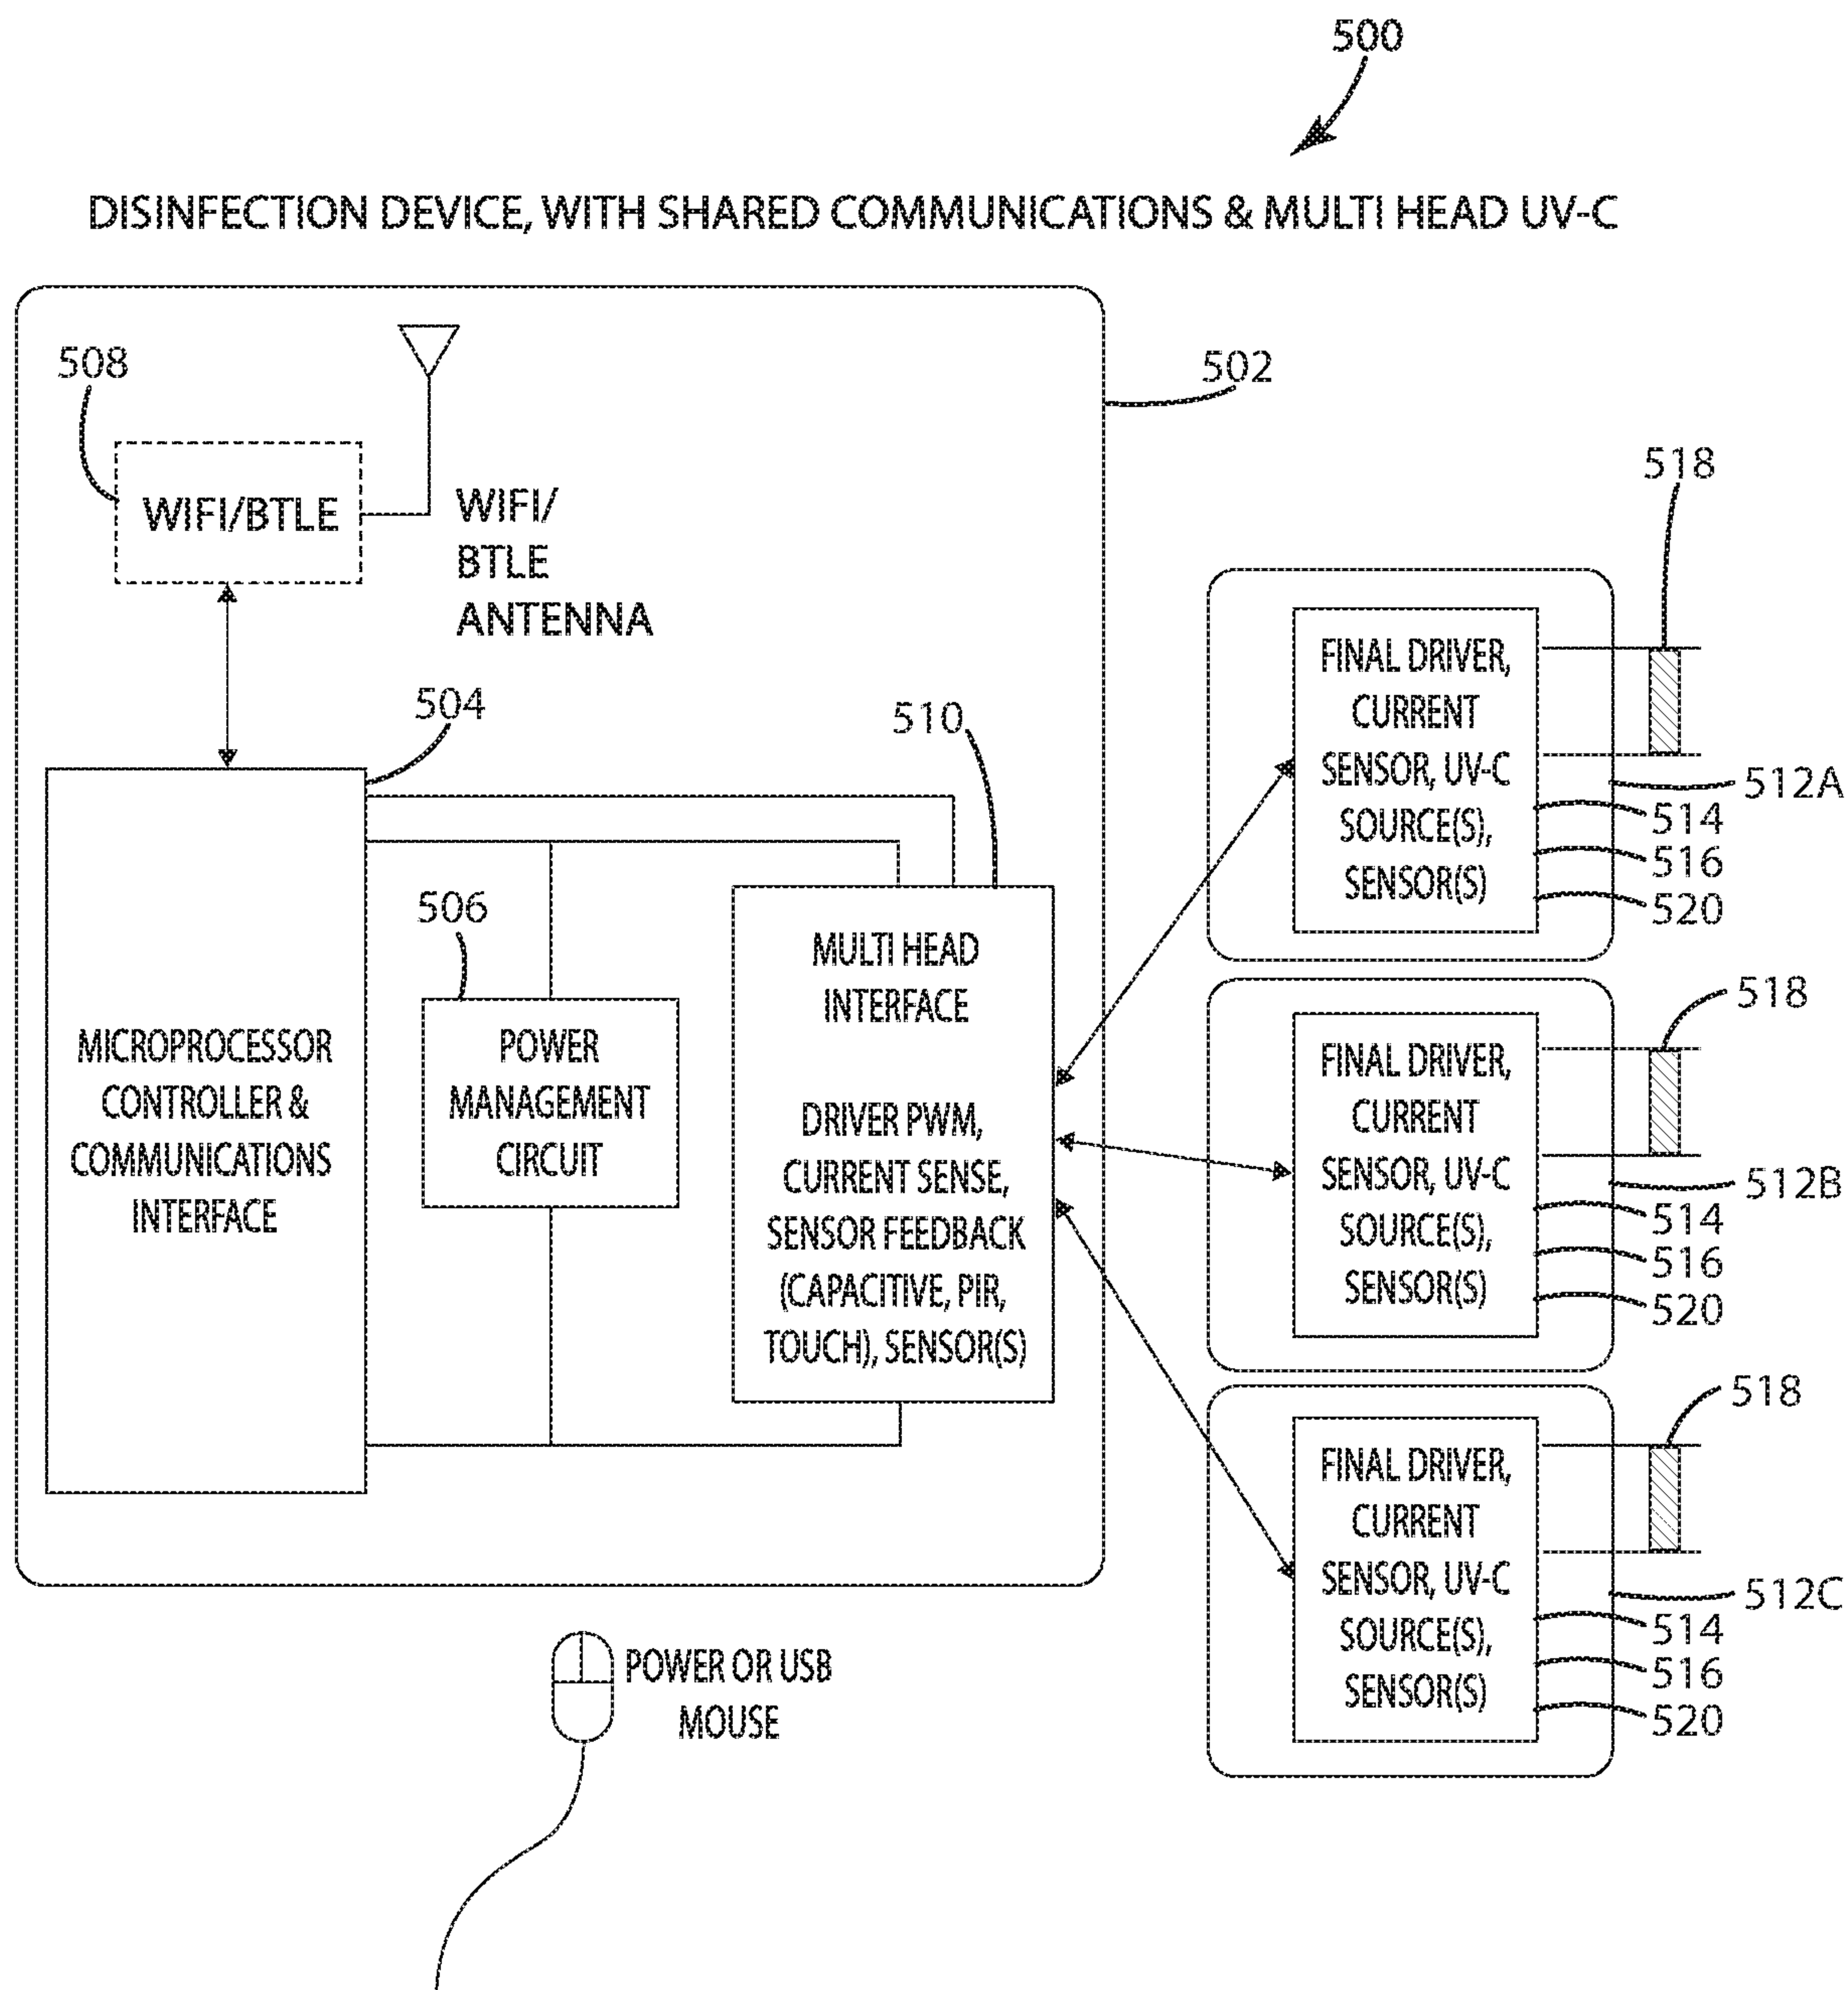 500
DISINFECTION DEVICE, WITH SHARED COMMUNICATIONS & MULTI HEAD UV-C
508
502
WIFI/BTLE
WIFI/
BTLE
ANTENNA
504
510
506
MICROPROCESSOR
CONTROLLER &
COMMUNICATIONS
INTERFACE
POWER
MANAGEMENT
CIRCUIT
MULTI HEAD
INTERFACE
DRIVER PWM,
CURRENT SENSE,
SENSOR FEEDBACK
(CAPACITIVE, PIR,
TOUCH), SENSOR(S)
518
FINAL DRIVER,
CURRENT
SENSOR, UV-C
SOURCE(S),
SENSOR(S)
512A
514
516
520
518
FINAL DRIVER,
CURRENT
SENSOR, UV-C
SOURCE(S),
SENSOR(S)
512B
514
516
520
518
FINAL DRIVER,
CURRENT
SENSOR, UV-C
SOURCE(S),
SENSOR(S)
512C
514
516
520
POWER OR USB
MOUSE